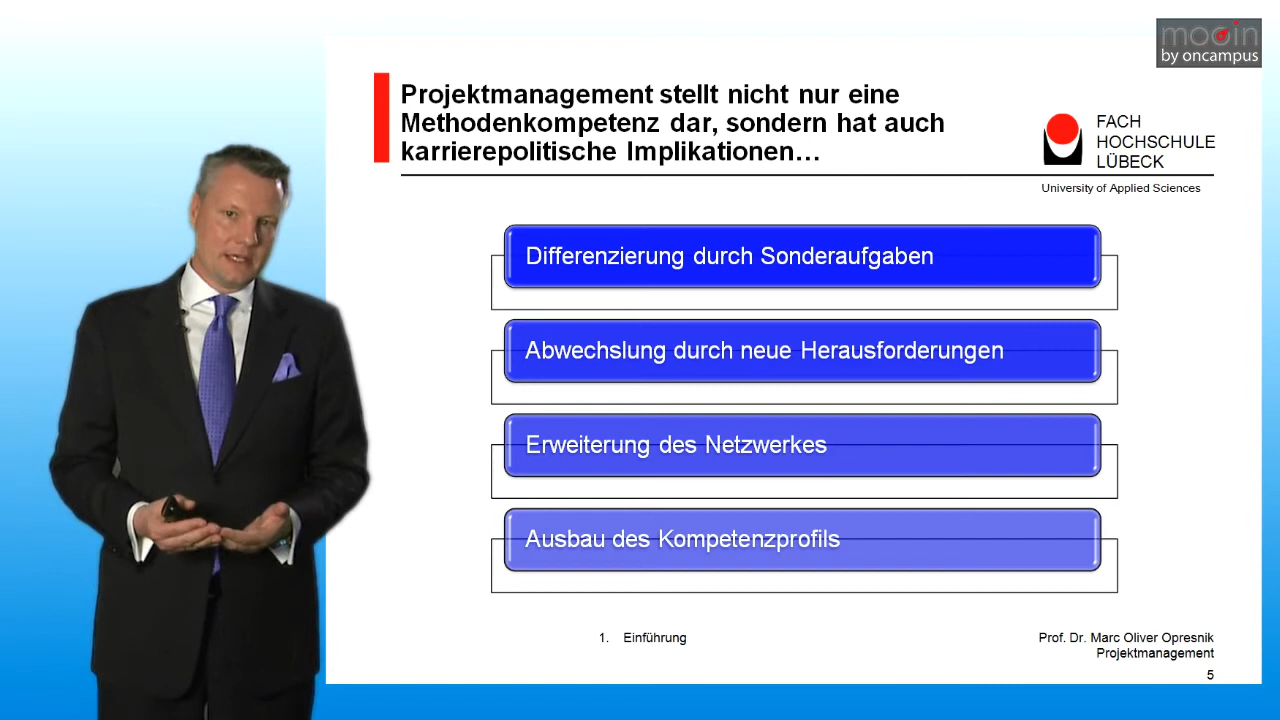 mooin
by oncampus
Projektmanagement stellt nicht nur eine
Methodenkompetenz dar, sondern hat auch
karrierepolitische Implikationen…
FACH
HOCHSCHULE
LÜBECK
University of Applied Sciences
Differenzierung durch Sonderaufgaben
Abwechslung durch neue Herausforderungen
Erweiterung des Netzwerkes
Ausbau des Kompetenzprofils
1. Einführung
Prof. Dr. Marc Oliver Opresnik
Projektmanagement
5